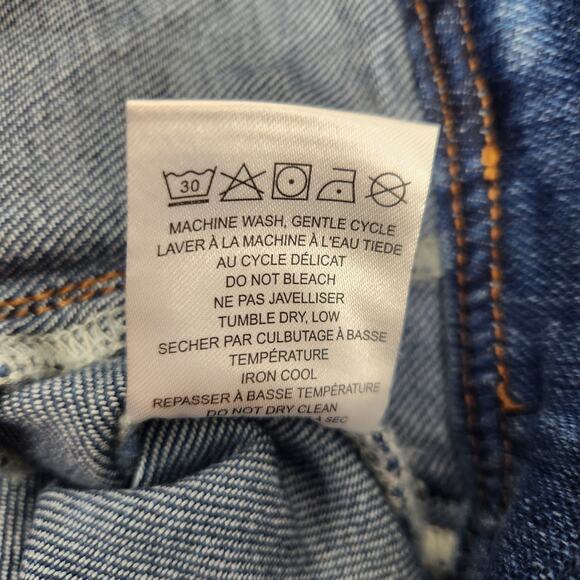 30
MACHINE WASH, GENTLE CYCLE
LAVER À LA MACHINE À L'EAU TIEDE
AU CYCLE DÉLICAT
DO NOT BLEACH
NE PAS JAVELLISER
TUMBLE DRY, LOW
SECHER PAR CULBUTAGE À BASSE
TEMPÉRATURE
IRON COOL
REPASSER À BASSE TEMPÉRATURE
DO NOT DRY CLEAN
À SEC